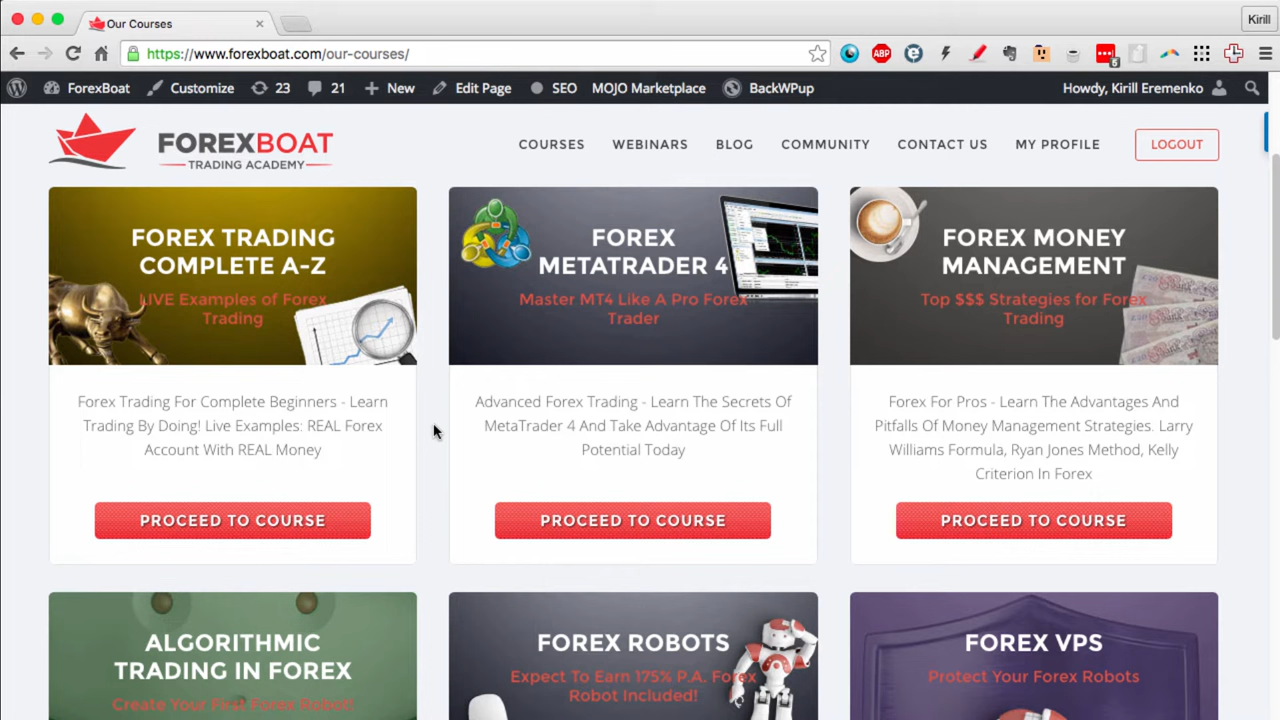 Our Courses
Kirill
https://www.forexboat.com/our-courses/
ABP
5
ForexBoat
Customize
23
21
New
Edit Page
SEO
MOJO Marketplace
BackWPup
Howdy, Kirill Eremenko
FOREXBOAT
TRADING ACADEMY
COURSES
WEBINARS
BLOG
COMMUNITY
CONTACT US
MY PROFILE
LOGOUT
FOREX TRADING
COMPLETE A-Z
LIVE Examples of Forex
Trading
Forex Trading For Complete Beginners - Learn
Trading By Doing! Live Examples: REAL Forex
Account With REAL Money
PROCEED TO COURSE
FOREX
METATRADER 4
Master MT4 Like A Pro Forex
Trader
Advanced Forex Trading - Learn The Secrets Of
MetaTrader 4 And Take Advantage Of Its Full
Potential Today
PROCEED TO COURSE
FOREX MONEY
MANAGEMENT
Top $$$ Strategies for Forex
Trading
Forex For Pros - Learn The Advantages And
Pitfalls Of Money Management Strategies. Larry
Williams Formula, Ryan Jones Method, Kelly
Criterion In Forex
PROCEED TO COURSE
ALGORITHMIC
TRADING IN FOREX
Create Your First Forex Robot!
FOREX ROBOTS
Expect To Earn 175% P.A. Forex
Robot Included!
FOREX VPS
Protect Your Forex Robots